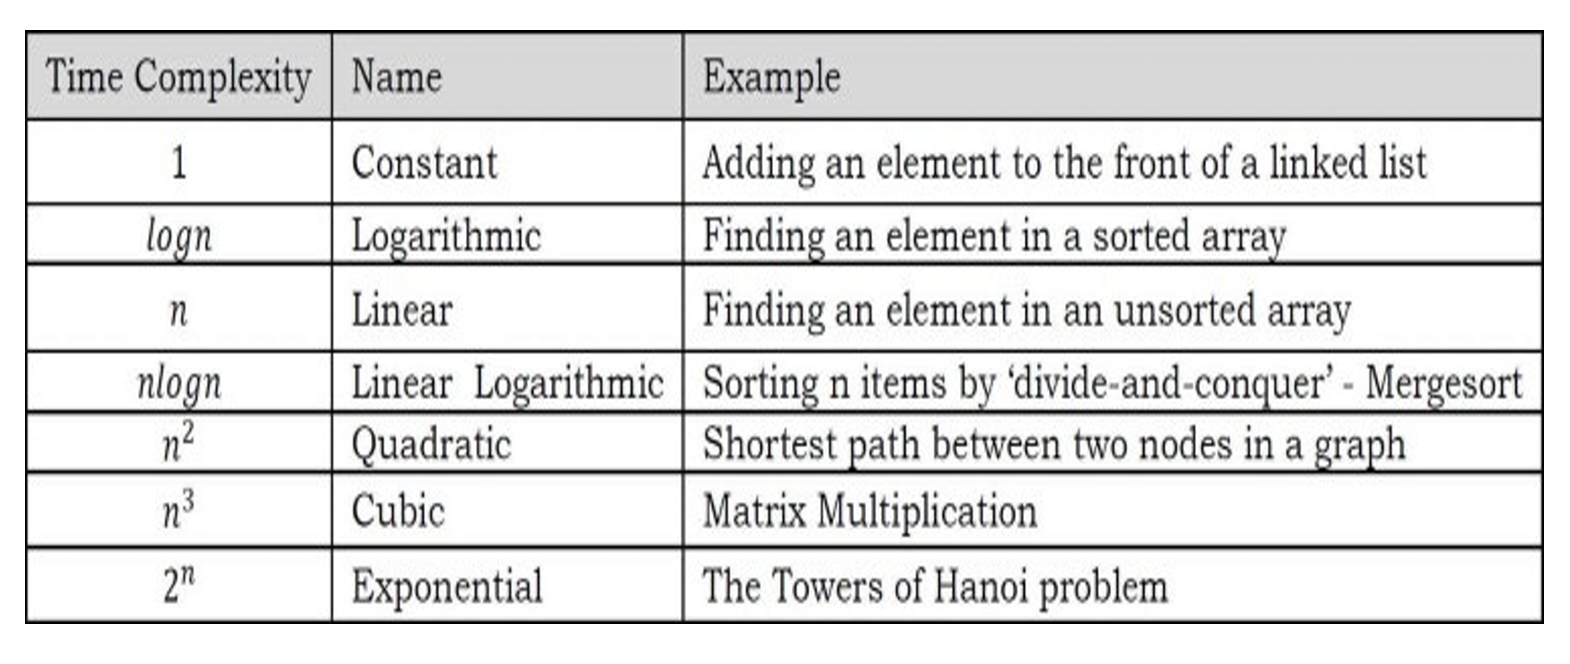 Time Complexity Name Example
1 Constant Adding an element to the front of a linked list
logn Logarithmic Finding an element in a sorted array
n Linear Finding an element in an unsorted array
nlogn Linear Logarithmic Sorting n items by ‘divide-and-conquer’ - Mergesort
n² Quadratic Shortest path between two nodes in a graph
n³ Cubic Matrix Multiplication
2ⁿ Exponential The Towers of Hanoi problem